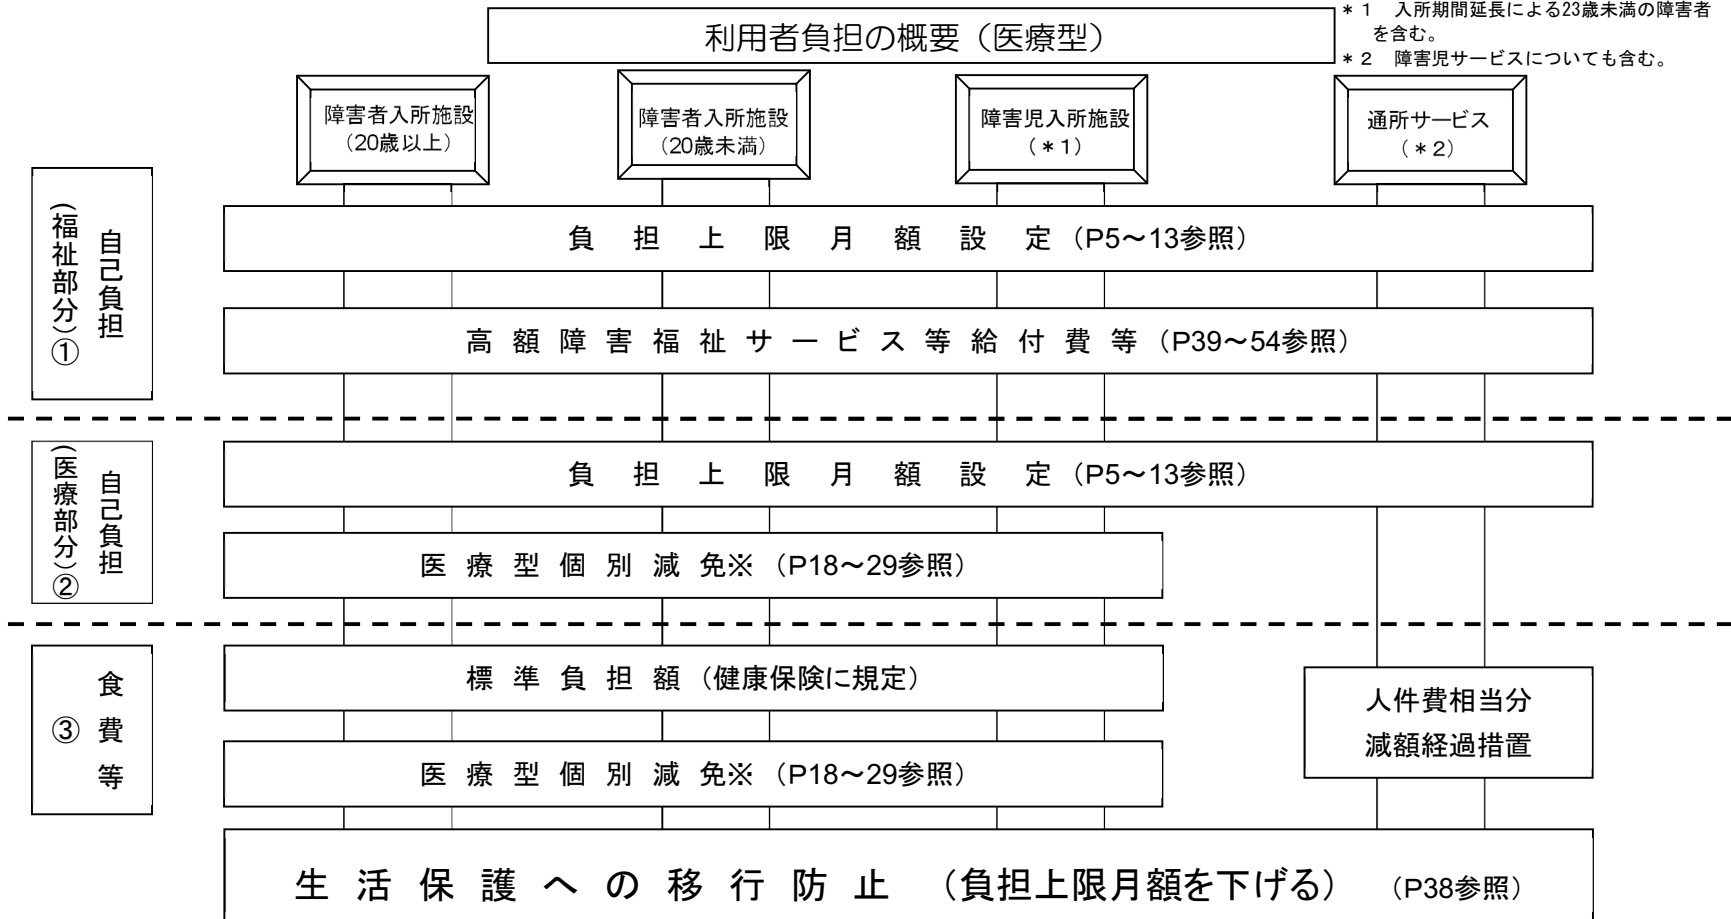 利用者負担の概要（医療型）
＊１　入所期間延長による23歳未満の障害者
を含む。
＊２　障害児サービスについても含む。
障害者入所施設
（20歳以上）
障害者入所施設
（20歳未満）
障害児入所施設
（＊１）
通所サービス
（＊２）
自己負担
（福祉部分）①
負担上限月額設定（P5～13参照）
高額障害福祉サービス等給付費等（P39～54参照）
自己負担
（医療部分）②
負担上限月額設定（P5～13参照）
医療型個別減免※（P18～29参照）
食費等
③
標準負担額（健康保険に規定）
人件費相当分
減額経過措置
医療型個別減免※（P18～29参照）
生活保護への移行防止（負担上限月額を下げる）（P38参照）